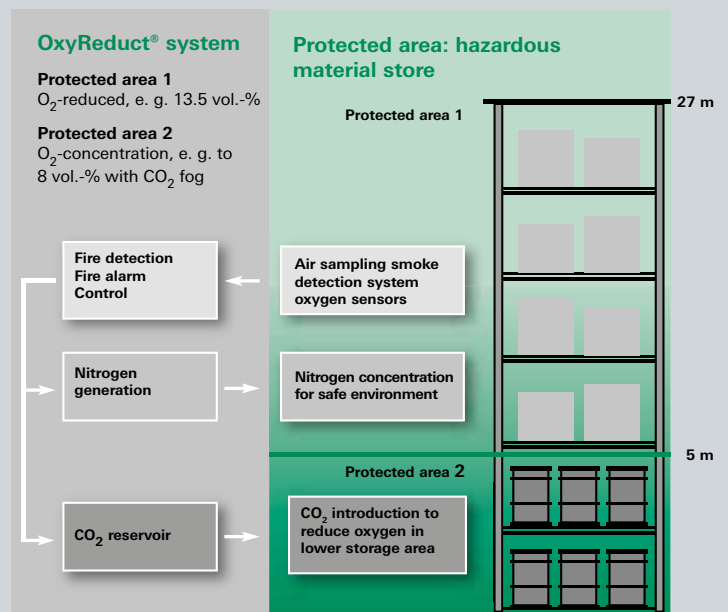 OxyReduct® system
Protected area 1
O₂-reduced, e. g. 13.5 vol.-%
Protected area 2
O₂-concentration, e. g. to
8 vol.-% with CO₂ fog
Protected area: hazardous
material store
Protected area 1
27 m
Fire detection
Fire alarm
Control
Air sampling smoke
detection system
oxygen sensors
Nitrogen
generation
Nitrogen concentration
for safe environment
5 m
Protected area 2
CO₂ reservoir
CO₂ introduction to
reduce oxygen in
lower storage area